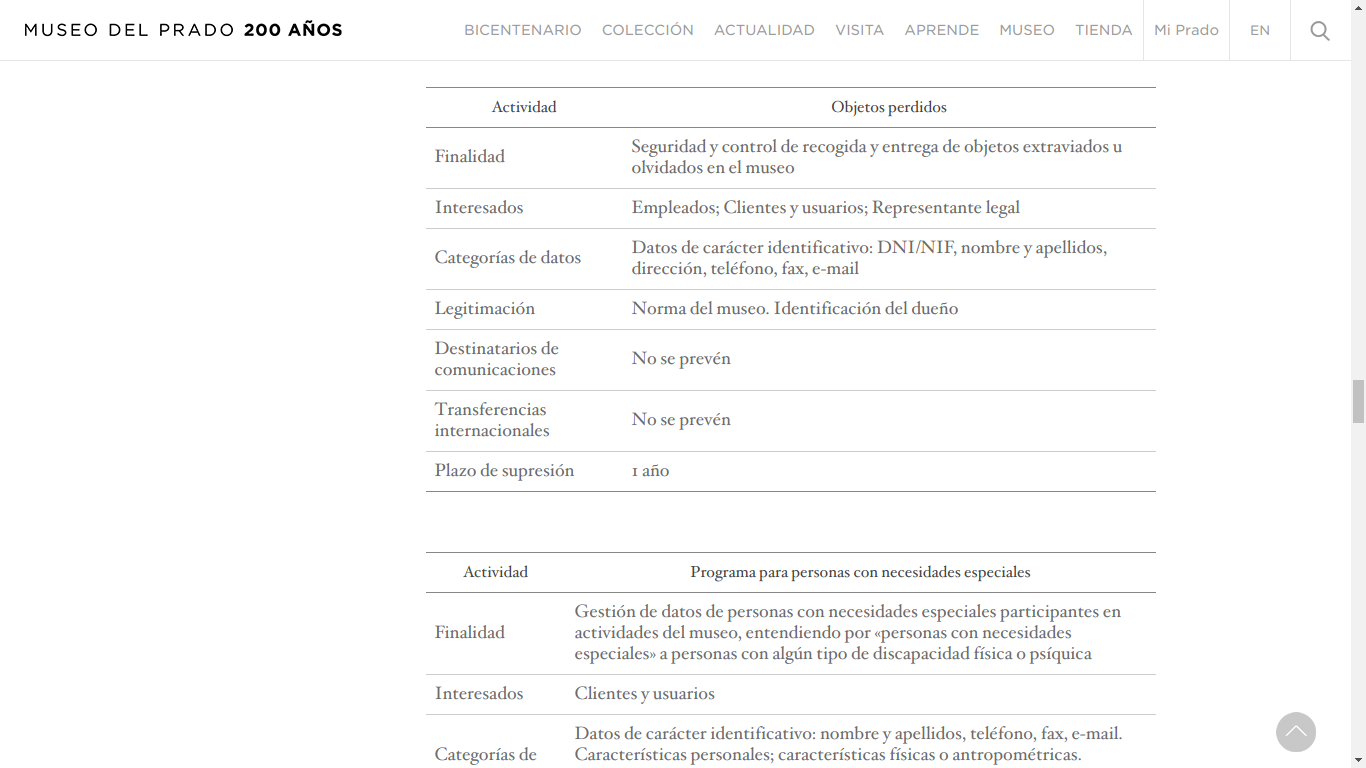 MUSEO DEL PRADO 200 AÑOS
BICENTENARIO COLECCIÓN ACTUALIDAD VISITA APRENDE MUSEO TIENDA Mi Prado EN
Actividad Objetos perdidos
Finalidad Seguridad y control de recogida y entrega de objetos extraviados u
olvidados en el museo
Interesados Empleados; Clientes y usuarios; Representante legal
Categorías de datos Datos de carácter identificativo: DNI/NIF, nombre y apellidos,
dirección, teléfono, fax, e-mail
Legitimación Norma del museo. Identificación del dueño
Destinatarios de
comunicaciones No se prevén
Transferencias
internacionales No se prevén
Plazo de supresión 1 año
Actividad Programa para personas con necesidades especiales
Finalidad Gestión de datos de personas con necesidades especiales participantes en
actividades del museo, entendiendo por «personas con necesidades
especiales» a personas con algún tipo de discapacidad física o psíquica
Interesados Clientes y usuarios
Datos de carácter identificativo: nombre y apellidos, teléfono, fax, e-mail.
Categorías de Características personales; características físicas o antropométricas.